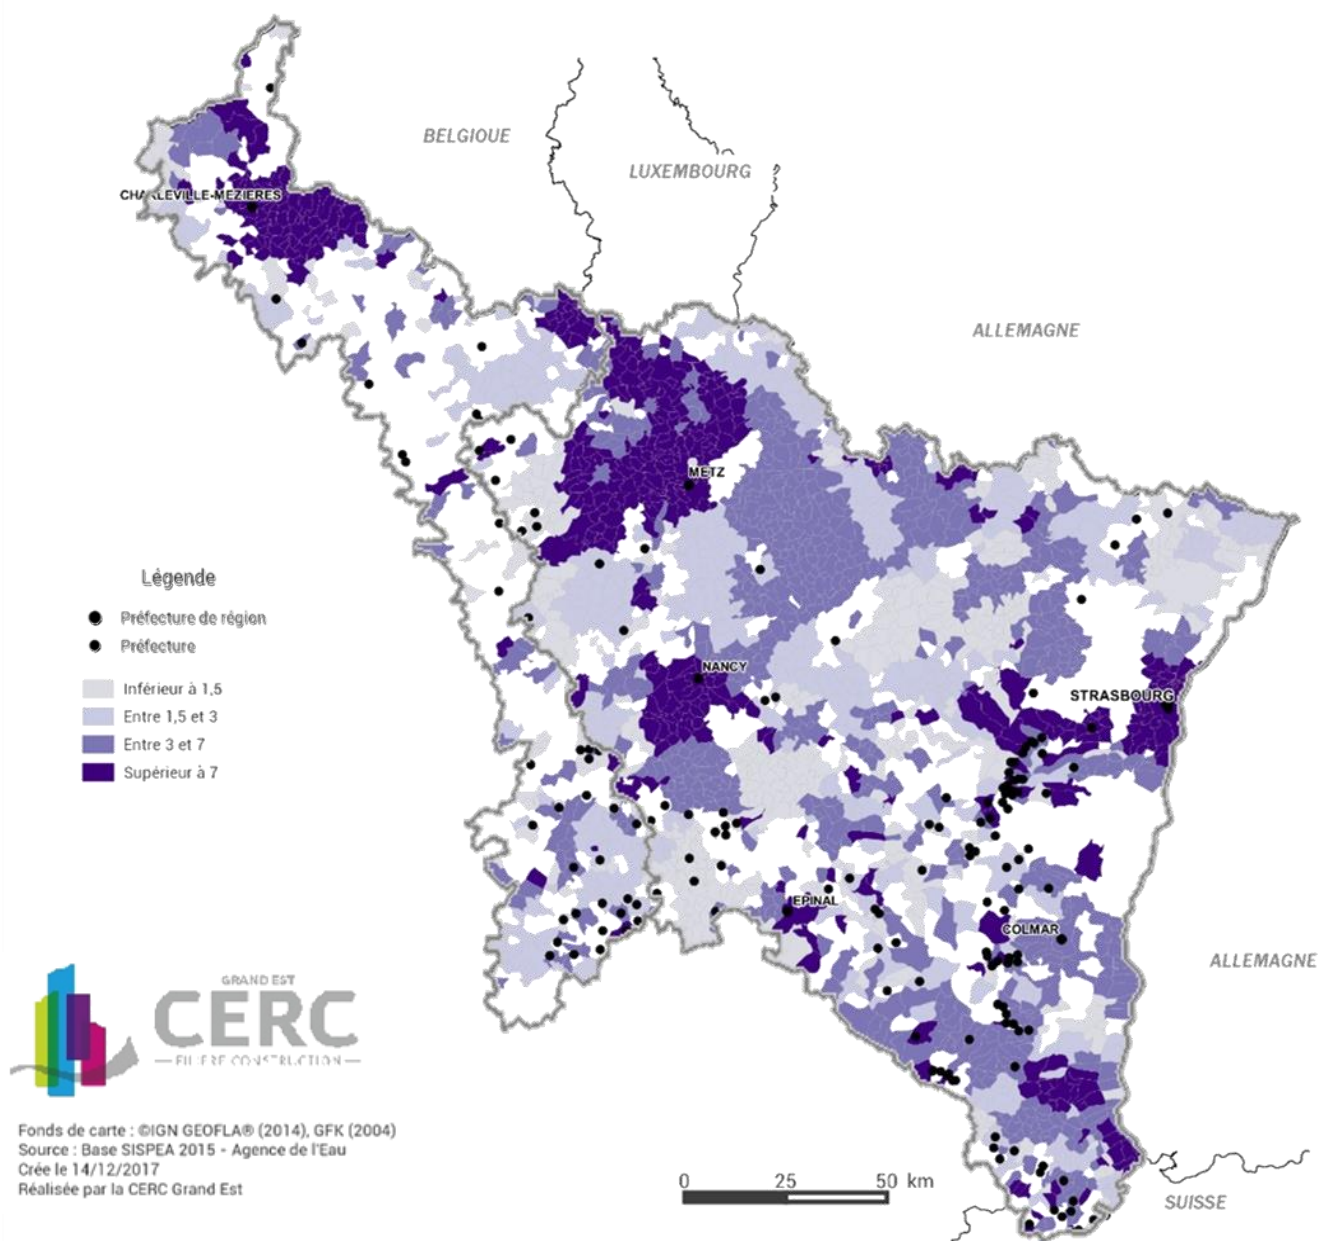 BELGIQUE
LUXEMBOURG
CHARLEVILLE-MEZIERES
ALLEMAGNE
METZ
Légende
Préfecture de région
Préfecture
Inférieur à 1,5
Entre 1,5 et 3
Entre 3 et 7
Supérieur à 7
NANCY
STRASBOURG
EPINAL
COLMAR
ALLEMAGNE
GRAND EST
CERC
FILIERE CONSTRUCTION
Fonds de carte : ©IGN GEOFLA® (2014), GFK (2004)
Source : Base SISPEA 2015 - Agence de l'Eau
Crée le 14/12/2017
Réalisée par la CERC Grand Est
0 25 50 km
SUISSE